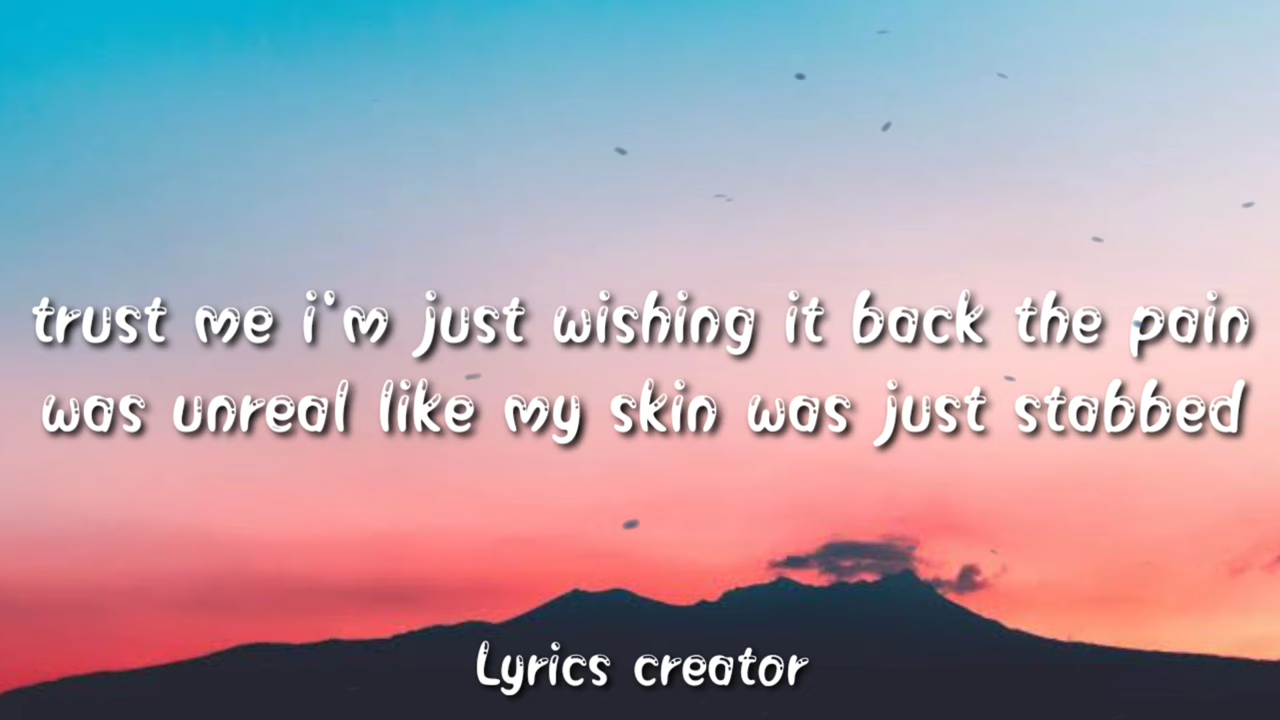 trust me i'm just wishing it back the pain
was unreal like my skin was just stabbed
Lyrics creator